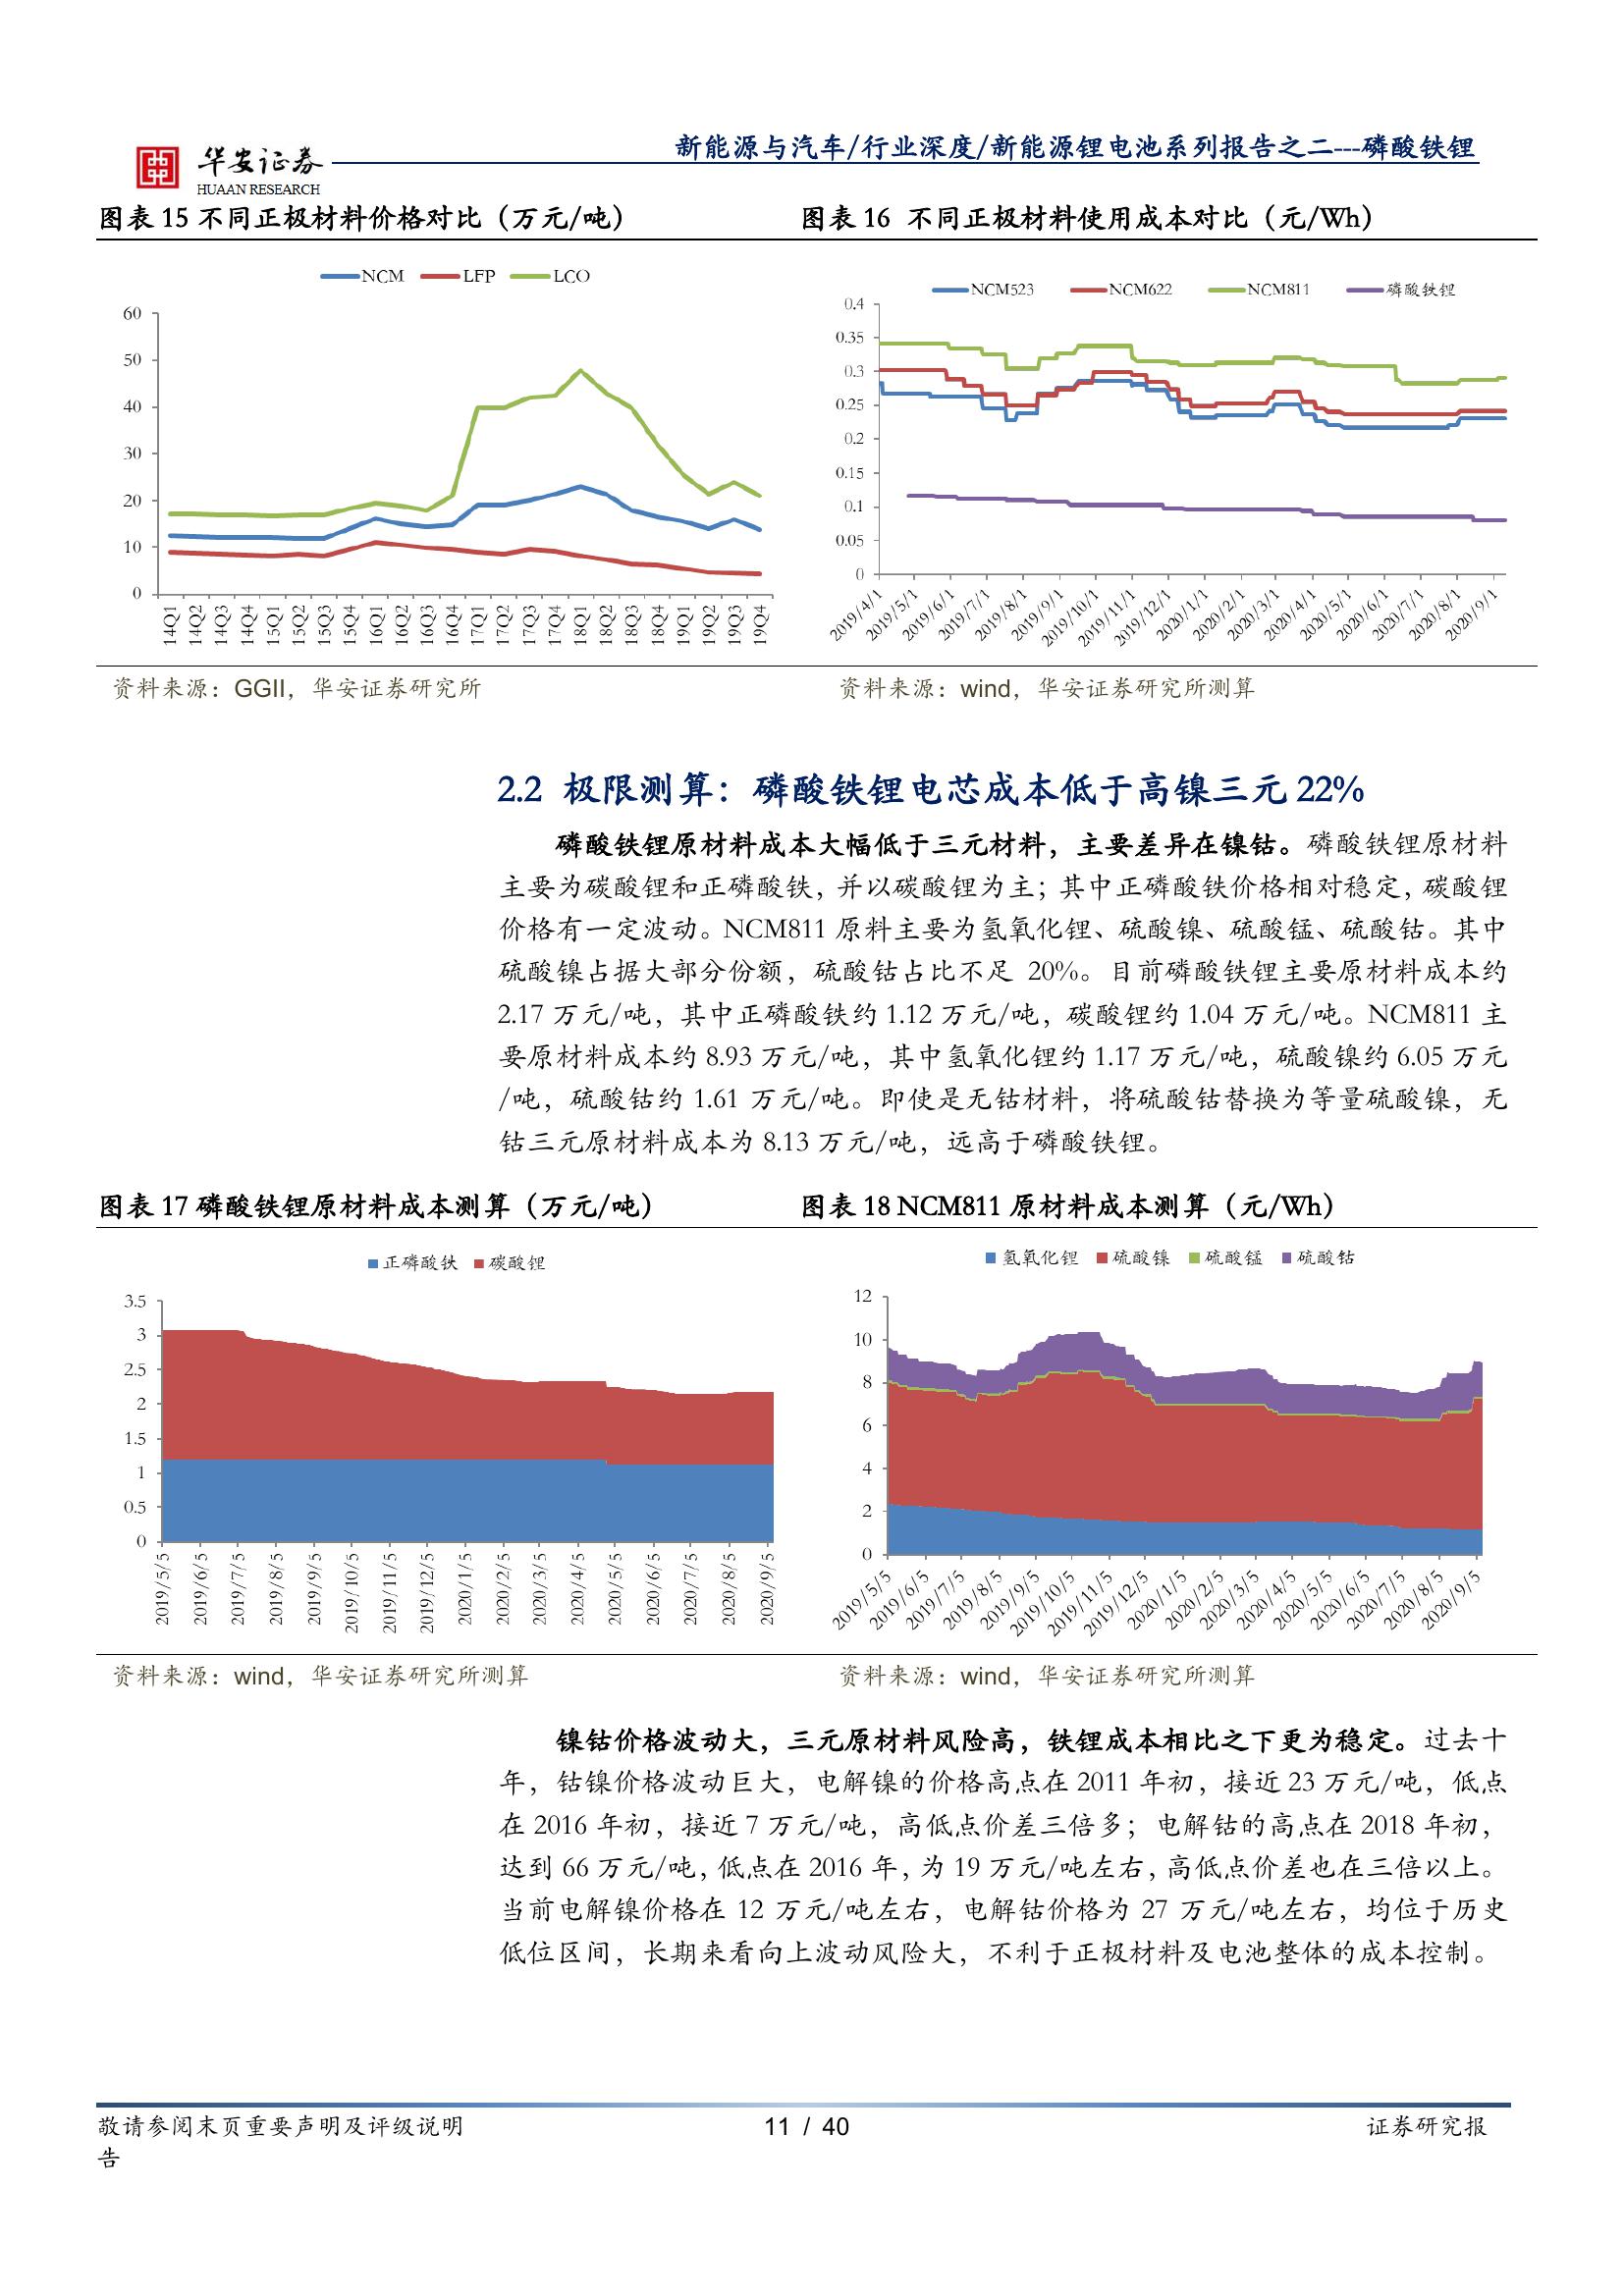 华安证券
HUAAN RESEARCH
新能源与汽车/行业深度/新能源锂电池系列报告之二---磷酸铁锂
图表 15 不同正极材料价格对比（万元/吨）
NCM LFP LCO
60
50
40
30
20
10
0
14Q1 14Q2 14Q3 14Q4 15Q1 15Q2 15Q3 15Q4 16Q1 16Q2 16Q3 16Q4 17Q1 17Q2 17Q3 17Q4 18Q1 18Q2 18Q3 18Q4 19Q1 19Q2 19Q3 19Q4
资料来源：GGII，华安证券研究所
图表 16 不同正极材料使用成本对比（元/Wh）
NCM523 NCM622 NCM811 磷酸铁锂
0.4
0.35
0.3
0.25
0.2
0.15
0.1
0.05
0
2019/4/1 2019/5/1 2019/6/1 2019/7/1 2019/8/1 2019/9/1 2019/10/1 2019/11/1 2019/12/1 2020/1/1 2020/2/1 2020/3/1 2020/4/1 2020/5/1 2020/6/1 2020/7/1 2020/8/1 2020/9/1
资料来源：wind，华安证券研究所测算
2.2 极限测算：磷酸铁锂电芯成本低于高镍三元 22%
磷酸铁锂原材料成本大幅低于三元材料，主要差异在镍钴。磷酸铁锂原材料
主要为碳酸锂和正磷酸铁，并以碳酸锂为主；其中正磷酸铁价格相对稳定，碳酸锂
价格有一定波动。NCM811 原料主要为氢氧化锂、硫酸镍、硫酸锰、硫酸钴。其中
硫酸镍占据大部分份额，硫酸钴占比不足 20%。目前磷酸铁锂主要原材料成本约
2.17 万元/吨，其中正磷酸铁约 1.12 万元/吨，碳酸锂约 1.04 万元/吨。NCM811 主
要原材料成本约 8.93 万元/吨，其中氢氧化锂约 1.17 万元/吨，硫酸镍约 6.05 万元
/吨，硫酸钴约 1.61 万元/吨。即使是无钴材料，将硫酸钴替换为等量硫酸镍，无
钴三元原材料成本为 8.13 万元/吨，远高于磷酸铁锂。
图表 17 磷酸铁锂原材料成本测算（万元/吨）
正磷酸铁 碳酸锂
3.5
3
2.5
2
1.5
1
0.5
0
2019/5/5 2019/6/5 2019/7/5 2019/8/5 2019/9/5 2019/10/5 2019/11/5 2019/12/5 2020/1/5 2020/2/5 2020/3/5 2020/4/5 2020/5/5 2020/6/5 2020/7/5 2020/8/5 2020/9/5
资料来源：wind，华安证券研究所测算
图表 18 NCM811 原材料成本测算（元/Wh）
氢氧化锂 硫酸镍 硫酸锰 硫酸钴
12
10
8
6
4
2
0
2019/5/5 2019/6/5 2019/7/5 2019/8/5 2019/9/5 2019/10/5 2019/11/5 2019/12/5 2020/1/5 2020/2/5 2020/3/5 2020/4/5 2020/5/5 2020/6/5 2020/7/5 2020/8/5 2020/9/5
资料来源：wind，华安证券研究所测算
镍钴价格波动大，三元原材料风险高，铁锂成本相比之下更为稳定。过去十
年，钴镍价格波动巨大，电解镍的价格高点在 2011 年初，接近 23 万元/吨，低点
在 2016 年初，接近 7 万元/吨，高低点价差三倍多；电解钴的高点在 2018 年初，
达到 66 万元/吨，低点在 2016 年，为 19 万元/吨左右，高低点价差也在三倍以上。
当前电解镍价格在 12 万元/吨左右，电解钴价格为 27 万元/吨左右，均位于历史
低位区间，长期来看向上波动风险大，不利于正极材料及电池整体的成本控制。
敬请参阅末页重要声明及评级说明 11 / 40 证券研究报
告